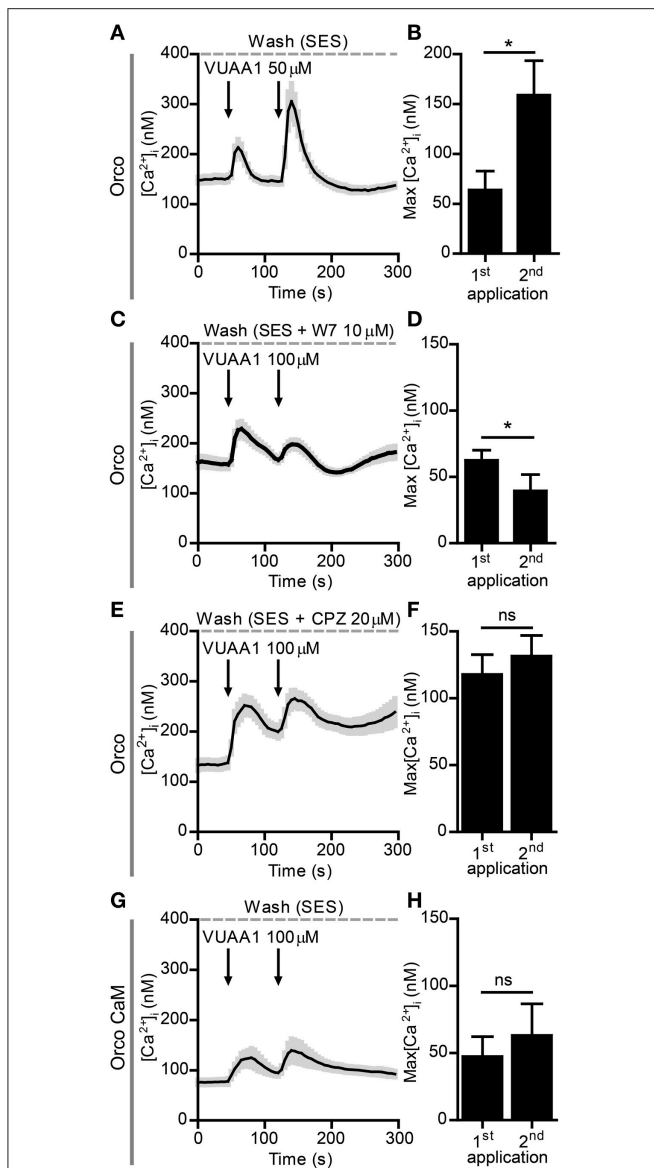 A
Wash (SES)
VUAA1 50 μM
Orco
[Ca²⁺]ᵢ (nM)
400
300
200
100
0
0 100 200 300
Time (s)
B
*
Max [Ca²⁺]ᵢ (nM)
200
150
100
50
0
1st 2nd
application
C
Wash (SES + W7 10 μM)
VUAA1 100 μM
Orco
[Ca²⁺]ᵢ (nM)
400
300
200
100
0
0 100 200 300
Time (s)
D
*
Max [Ca²⁺]ᵢ (nM)
150
100
50
0
1st 2nd
application
E
Wash (SES + CPZ 20 μM)
VUAA1 100 μM
Orco
[Ca²⁺]ᵢ (nM)
400
300
200
100
0
0 100 200 300
Time (s)
F
ns
Max[Ca²⁺]ᵢ (nM)
150
100
50
0
1st 2nd
application
G
Wash (SES)
VUAA1 100 μM
Orco CaM
[Ca²⁺]ᵢ (nM)
400
300
200
100
0
0 100 200 300
Time (s)
H
ns
Max[Ca²⁺]ᵢ (nM)
150
100
50
0
1st 2nd
application